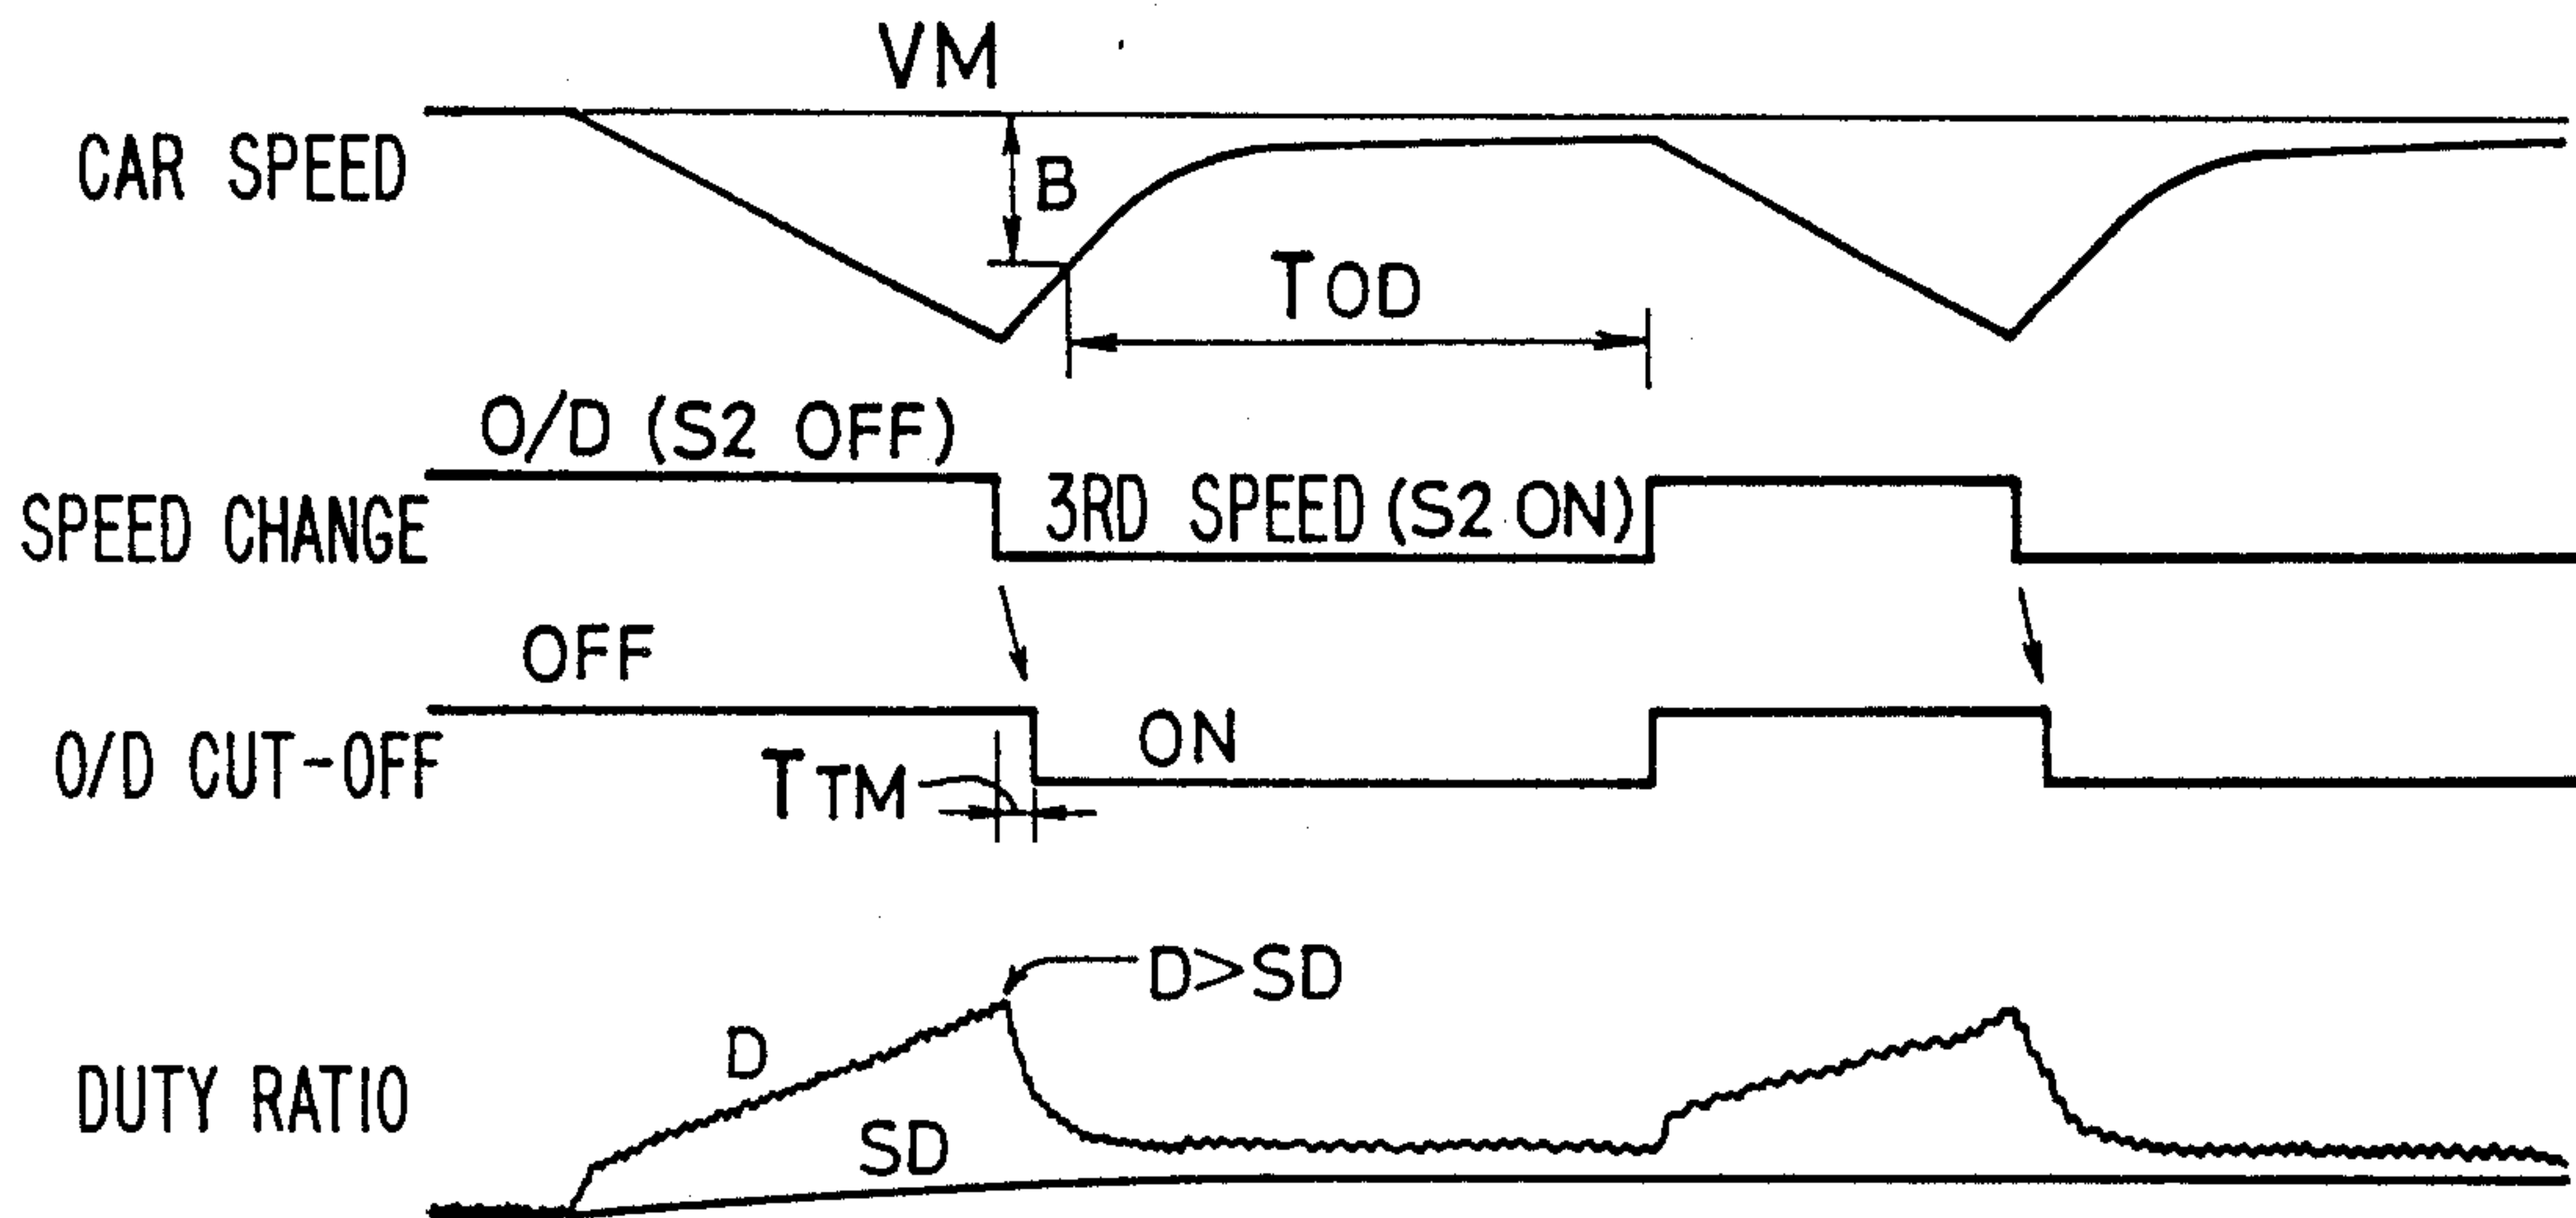 VM
CAR SPEED
B
TOD
O/D (S2 OFF)
SPEED CHANGE
3RD SPEED (S2 ON)
OFF
O/D CUT-OFF
ON
TTM
D>SD
D
DUTY RATIO
SD